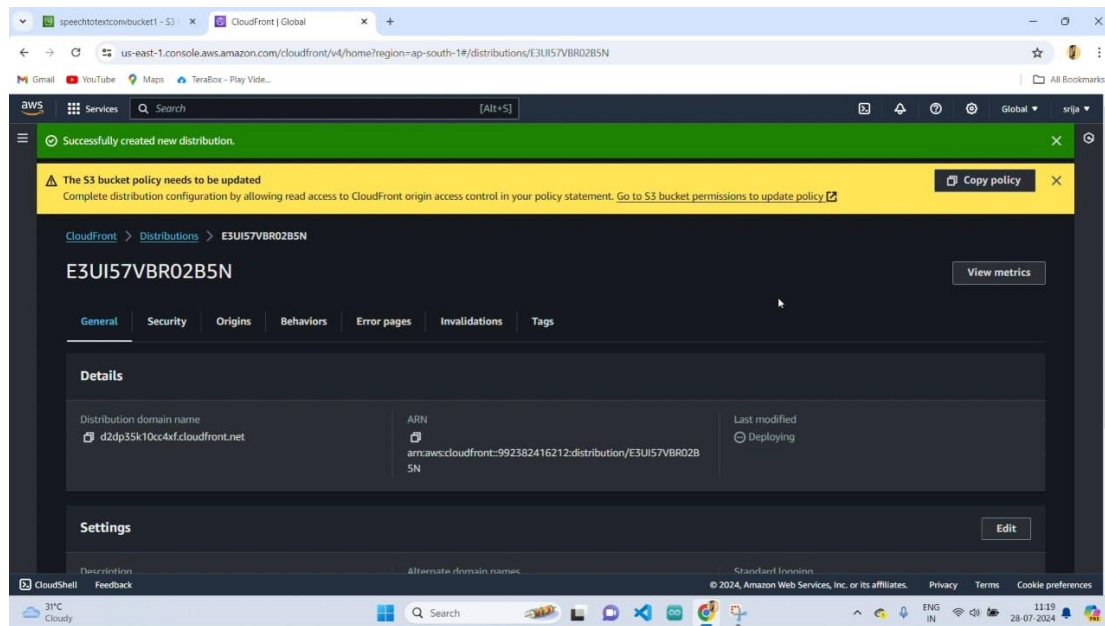 speechtotextconvbucket1 - S3
CloudFront | Global
us-east-1.console.aws.amazon.com/cloudfront/v4/home?region=ap-south-1#/distributions/E3UI57VBR02B5N
Gmail YouTube Maps TeraBox - Play Vide... All Bookmarks
aws Services Search [Alt+S] Global srija
Successfully created new distribution.
The S3 bucket policy needs to be updated
Complete distribution configuration by allowing read access to CloudFront origin access control in your policy statement. Go to S3 bucket permissions to update policy
Copy policy
CloudFront > Distributions > E3UI57VBR02B5N
E3UI57VBR02B5N
View metrics
General Security Origins Behaviors Error pages Invalidations Tags
Details
Distribution domain name
d2dp35k10cc4xf.cloudfront.net
ARN
arn:aws:cloudfront::992382416212:distribution/E3UI57VBR02B
5N
Last modified
Deploying
Settings
Edit
Description Alternate domain names Standard logging
CloudShell Feedback © 2024, Amazon Web Services, Inc. or its affiliates. Privacy Terms Cookie preferences
31°C
Cloudy
Search
ENG
IN
11:19
28-07-2024